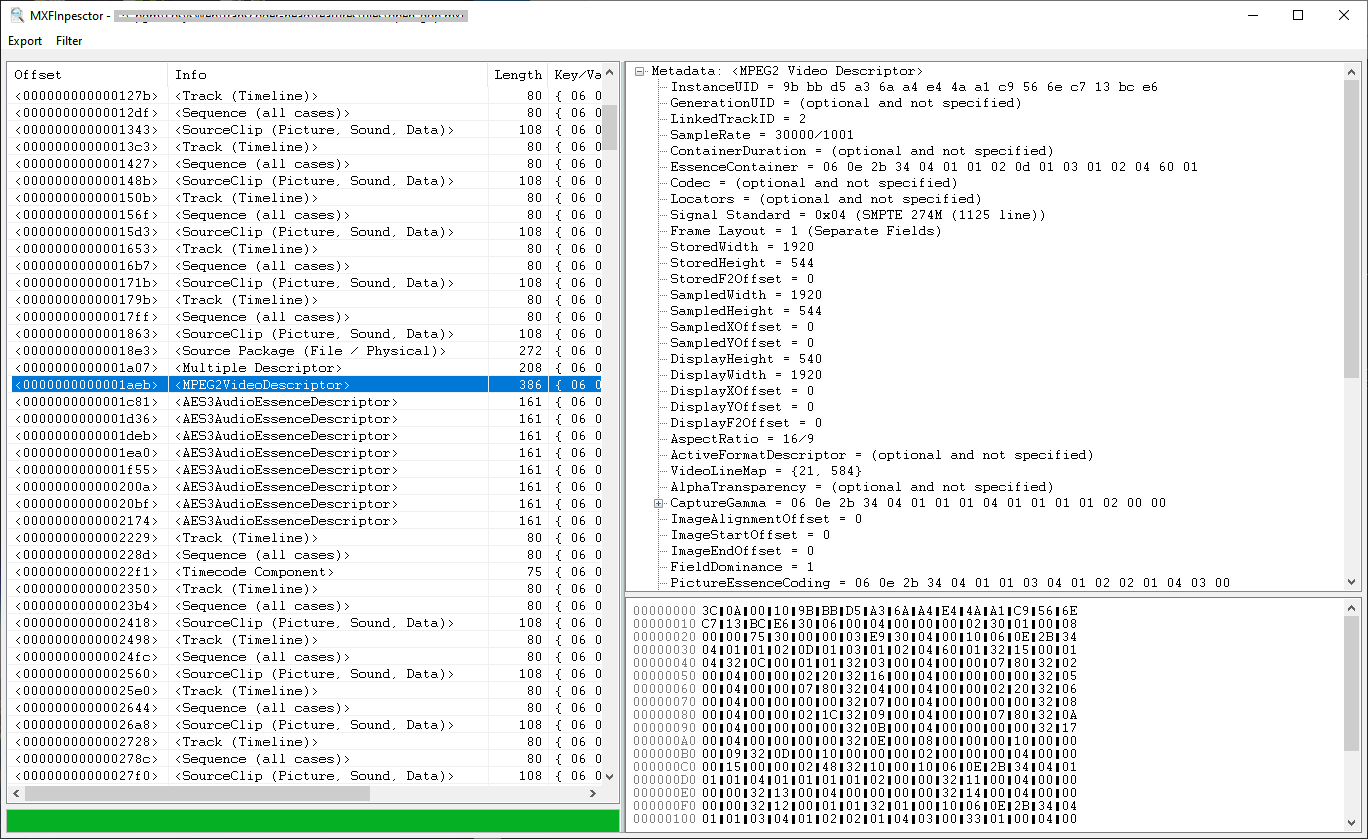 MXFInpesctor -
Export Filter
Offset Info Length Key/Va
<000000000000127b> <Track (Timeline)> 80 { 06 0
<00000000000012df> <Sequence (all cases)> 80 { 06 0
<0000000000001343> <SourceClip (Picture, Sound, Data)> 108 { 06 0
<00000000000013c3> <Track (Timeline)> 80 { 06 0
<0000000000001427> <Sequence (all cases)> 80 { 06 0
<000000000000148b> <SourceClip (Picture, Sound, Data)> 108 { 06 0
<000000000000150b> <Track (Timeline)> 80 { 06 0
<000000000000156f> <Sequence (all cases)> 80 { 06 0
<00000000000015d3> <SourceClip (Picture, Sound, Data)> 108 { 06 0
<0000000000001653> <Track (Timeline)> 80 { 06 0
<00000000000016b7> <Sequence (all cases)> 80 { 06 0
<000000000000171b> <SourceClip (Picture, Sound, Data)> 108 { 06 0
<000000000000179b> <Track (Timeline)> 80 { 06 0
<00000000000017ff> <Sequence (all cases)> 80 { 06 0
<0000000000001863> <SourceClip (Picture, Sound, Data)> 108 { 06 0
<00000000000018e3> <Source Package (File / Physical)> 272 { 06 0
<0000000000001a07> <Multiple Descriptor> 208 { 06 0
<0000000000001aeb> <MPEG2VideoDescriptor> 386 { 06 0
<0000000000001c81> <AES3AudioEssenceDescriptor> 161 { 06 0
<0000000000001d36> <AES3AudioEssenceDescriptor> 161 { 06 0
<0000000000001deb> <AES3AudioEssenceDescriptor> 161 { 06 0
<0000000000001ea0> <AES3AudioEssenceDescriptor> 161 { 06 0
<0000000000001f55> <AES3AudioEssenceDescriptor> 161 { 06 0
<000000000000200a> <AES3AudioEssenceDescriptor> 161 { 06 0
<00000000000020bf> <AES3AudioEssenceDescriptor> 161 { 06 0
<0000000000002174> <AES3AudioEssenceDescriptor> 161 { 06 0
<0000000000002229> <Track (Timeline)> 80 { 06 0
<000000000000228d> <Sequence (all cases)> 80 { 06 0
<00000000000022f1> <Timecode Component> 75 { 06 0
<0000000000002350> <Track (Timeline)> 80 { 06 0
<00000000000023b4> <Sequence (all cases)> 80 { 06 0
<0000000000002418> <SourceClip (Picture, Sound, Data)> 108 { 06 0
<0000000000002498> <Track (Timeline)> 80 { 06 0
<00000000000024fc> <Sequence (all cases)> 80 { 06 0
<0000000000002560> <SourceClip (Picture, Sound, Data)> 108 { 06 0
<00000000000025e0> <Track (Timeline)> 80 { 06 0
<0000000000002644> <Sequence (all cases)> 80 { 06 0
<00000000000026a8> <SourceClip (Picture, Sound, Data)> 108 { 06 0
<0000000000002728> <Track (Timeline)> 80 { 06 0
<000000000000278c> <Sequence (all cases)> 80 { 06 0
<00000000000027f0> <SourceClip (Picture, Sound, Data)> 108 { 06 0
Metadata: <MPEG2 Video Descriptor>
InstanceUID = 9b bb d5 a3 6a a4 e4 4a a1 c9 56 6e c7 13 bc e6
GenerationUID = (optional and not specified)
LinkedTrackID = 2
SampleRate = 30000/1001
ContainerDuration = (optional and not specified)
EssenceContainer = 06 0e 2b 34 04 01 01 02 0d 01 03 01 02 04 60 01
Codec = (optional and not specified)
Locators = (optional and not specified)
Signal Standard = 0x04 (SMPTE 274M (1125 line))
Frame Layout = 1 (Separate Fields)
StoredWidth = 1920
StoredHeight = 544
StoredF2Offset = 0
SampledWidth = 1920
SampledHeight = 544
SampledXOffset = 0
SampledYOffset = 0
DisplayHeight = 540
DisplayWidth = 1920
DisplayXOffset = 0
DisplayYOffset = 0
DisplayF2Offset = 0
AspectRatio = 16/9
ActiveFormatDescriptor = (optional and not specified)
VideoLineMap = {21, 584}
AlphaTransparency = (optional and not specified)
CaptureGamma = 06 0e 2b 34 04 01 01 01 04 01 01 01 01 02 00 00
ImageAlignmentOffset = 0
ImageStartOffset = 0
ImageEndOffset = 0
FieldDominance = 1
PictureEssenceCoding = 06 0e 2b 34 04 01 01 03 04 01 02 02 01 04 03 00
00000000 3C 0A 00 10 9B BB D5 A3 6A A4 E4 4A A1 C9 56 6E
00000010 C7 13 BC E6 30 06 00 04 00 00 00 02 30 01 00 08
00000020 00 00 75 30 00 00 03 E9 30 04 00 10 06 0E 2B 34
00000030 04 01 01 02 0D 01 03 01 02 04 60 01 32 15 00 01
00000040 04 32 0C 00 01 01 32 03 00 04 00 00 07 80 32 02
00000050 00 04 00 00 02 20 32 16 00 04 00 00 00 00 32 05
00000060 00 04 00 00 07 80 32 04 00 04 00 00 02 20 32 06
00000070 00 04 00 00 00 00 32 07 00 04 00 00 00 00 32 08
00000080 00 04 00 00 02 1C 32 09 00 04 00 00 07 80 32 0A
00000090 00 04 00 00 00 00 32 0B 00 04 00 00 00 00 32 17
000000A0 00 04 00 00 00 00 32 0E 00 08 00 00 00 10 00 00
000000B0 00 09 32 0D 00 10 00 00 00 02 00 00 00 04 00 00
000000C0 00 15 00 00 02 48 32 10 00 10 06 0E 2B 34 04 01
000000D0 01 01 04 01 01 01 01 02 00 00 32 11 00 04 00 00
000000E0 00 00 32 13 00 04 00 00 00 00 32 14 00 04 00 00
000000F0 00 00 32 12 00 01 01 32 01 00 10 06 0E 2B 34 04
00000100 01 01 03 04 01 02 02 01 04 03 00 33 01 00 04 00